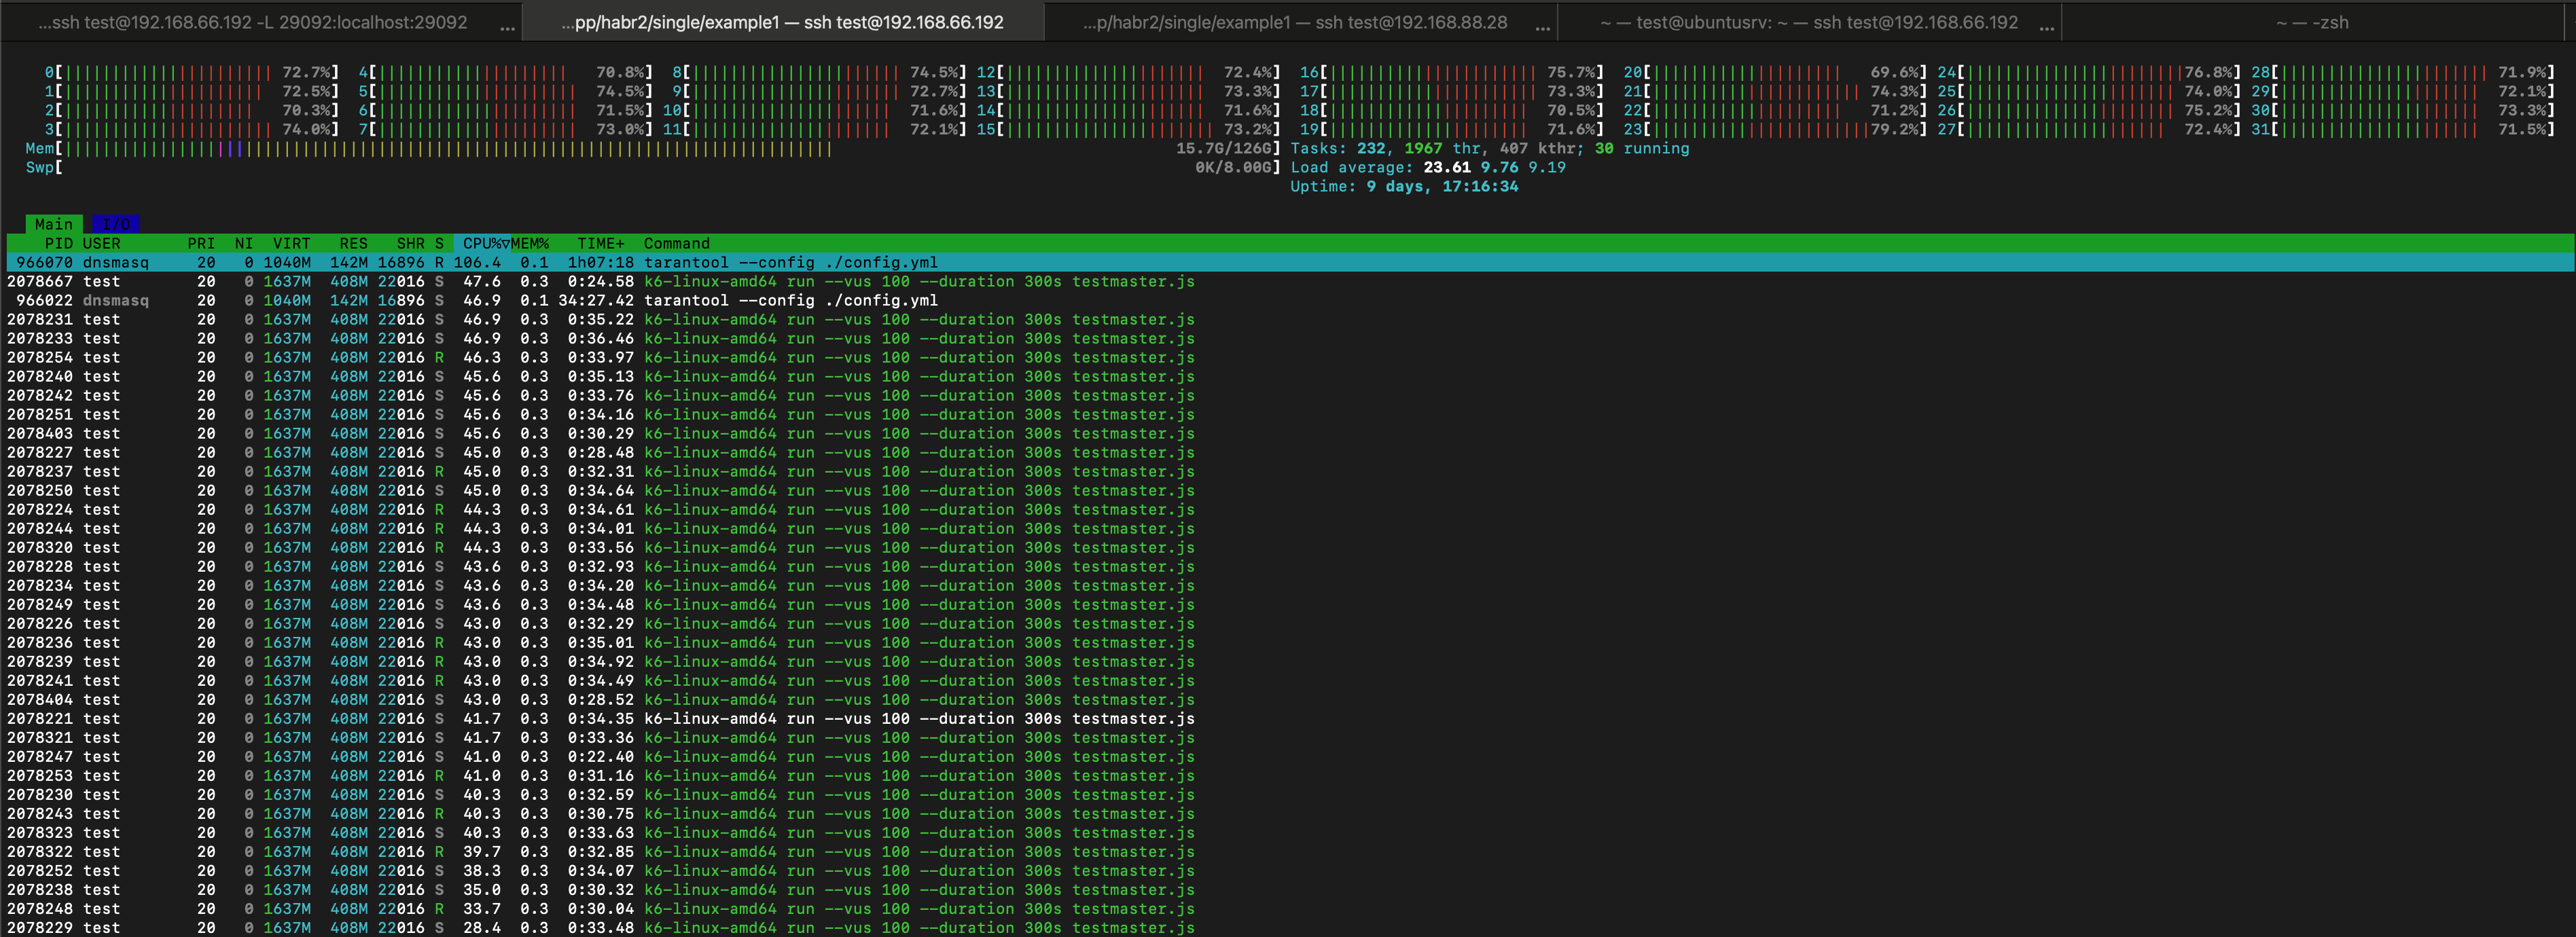 ...ssh test@192.168.66.192 -L 29092:localhost:29092 ... ...pp/habr2/single/example1 — ssh test@192.168.66.192 ...p/habr2/single/example1 — ssh test@192.168.88.28 ... ~ — test@ubuntusrv: ~ — ssh test@192.168.66.192 ... ~ — -zsh
0[ 72.7%] 4[ 70.8%] 8[ 74.5%] 12[ 72.4%] 16[ 75.7%] 20[ 69.6%] 24[ 76.8%] 28[ 71.9%]
1[ 72.5%] 5[ 74.5%] 9[ 72.7%] 13[ 73.3%] 17[ 73.3%] 21[ 74.3%] 25[ 74.0%] 29[ 72.1%]
2[ 70.3%] 6[ 71.5%] 10[ 71.6%] 14[ 71.6%] 18[ 70.5%] 22[ 71.2%] 26[ 75.2%] 30[ 73.3%]
3[ 74.0%] 7[ 73.0%] 11[ 72.1%] 15[ 73.2%] 19[ 71.6%] 23[ 79.2%] 27[ 72.4%] 31[ 71.5%]
Mem[ 15.7G/126G] Tasks: 232, 1967 thr, 407 kthr; 30 running
Swp[ 0K/8.00G] Load average: 23.61 9.76 9.19
Uptime: 9 days, 17:16:34
Main I/O
PID USER PRI NI VIRT RES SHR S CPU%▽MEM% TIME+ Command
966070 dnsmasq 20 0 1040M 142M 16896 R 106.4 0.1 1h07:18 tarantool --config ./config.yml
2078667 test 20 0 1637M 408M 22016 S 47.6 0.3 0:24.58 k6-linux-amd64 run --vus 100 --duration 300s testmaster.js
966022 dnsmasq 20 0 1040M 142M 16896 S 46.9 0.1 34:27.42 tarantool --config ./config.yml
2078231 test 20 0 1637M 408M 22016 S 46.9 0.3 0:35.22 k6-linux-amd64 run --vus 100 --duration 300s testmaster.js
2078233 test 20 0 1637M 408M 22016 S 46.9 0.3 0:36.46 k6-linux-amd64 run --vus 100 --duration 300s testmaster.js
2078254 test 20 0 1637M 408M 22016 R 46.3 0.3 0:33.97 k6-linux-amd64 run --vus 100 --duration 300s testmaster.js
2078240 test 20 0 1637M 408M 22016 S 45.6 0.3 0:35.13 k6-linux-amd64 run --vus 100 --duration 300s testmaster.js
2078242 test 20 0 1637M 408M 22016 S 45.6 0.3 0:33.76 k6-linux-amd64 run --vus 100 --duration 300s testmaster.js
2078251 test 20 0 1637M 408M 22016 S 45.6 0.3 0:34.16 k6-linux-amd64 run --vus 100 --duration 300s testmaster.js
2078403 test 20 0 1637M 408M 22016 S 45.6 0.3 0:30.29 k6-linux-amd64 run --vus 100 --duration 300s testmaster.js
2078227 test 20 0 1637M 408M 22016 S 45.0 0.3 0:28.48 k6-linux-amd64 run --vus 100 --duration 300s testmaster.js
2078237 test 20 0 1637M 408M 22016 R 45.0 0.3 0:32.31 k6-linux-amd64 run --vus 100 --duration 300s testmaster.js
2078250 test 20 0 1637M 408M 22016 S 45.0 0.3 0:34.64 k6-linux-amd64 run --vus 100 --duration 300s testmaster.js
2078224 test 20 0 1637M 408M 22016 R 44.3 0.3 0:34.61 k6-linux-amd64 run --vus 100 --duration 300s testmaster.js
2078244 test 20 0 1637M 408M 22016 R 44.3 0.3 0:34.01 k6-linux-amd64 run --vus 100 --duration 300s testmaster.js
2078320 test 20 0 1637M 408M 22016 R 44.3 0.3 0:33.56 k6-linux-amd64 run --vus 100 --duration 300s testmaster.js
2078228 test 20 0 1637M 408M 22016 S 43.6 0.3 0:32.93 k6-linux-amd64 run --vus 100 --duration 300s testmaster.js
2078234 test 20 0 1637M 408M 22016 S 43.6 0.3 0:34.20 k6-linux-amd64 run --vus 100 --duration 300s testmaster.js
2078249 test 20 0 1637M 408M 22016 S 43.6 0.3 0:34.48 k6-linux-amd64 run --vus 100 --duration 300s testmaster.js
2078226 test 20 0 1637M 408M 22016 S 43.0 0.3 0:32.29 k6-linux-amd64 run --vus 100 --duration 300s testmaster.js
2078236 test 20 0 1637M 408M 22016 R 43.0 0.3 0:35.01 k6-linux-amd64 run --vus 100 --duration 300s testmaster.js
2078239 test 20 0 1637M 408M 22016 R 43.0 0.3 0:34.92 k6-linux-amd64 run --vus 100 --duration 300s testmaster.js
2078241 test 20 0 1637M 408M 22016 R 43.0 0.3 0:34.49 k6-linux-amd64 run --vus 100 --duration 300s testmaster.js
2078404 test 20 0 1637M 408M 22016 S 43.0 0.3 0:28.52 k6-linux-amd64 run --vus 100 --duration 300s testmaster.js
2078221 test 20 0 1637M 408M 22016 S 41.7 0.3 0:34.35 k6-linux-amd64 run --vus 100 --duration 300s testmaster.js
2078321 test 20 0 1637M 408M 22016 S 41.7 0.3 0:33.36 k6-linux-amd64 run --vus 100 --duration 300s testmaster.js
2078247 test 20 0 1637M 408M 22016 S 41.0 0.3 0:22.40 k6-linux-amd64 run --vus 100 --duration 300s testmaster.js
2078253 test 20 0 1637M 408M 22016 R 41.0 0.3 0:31.16 k6-linux-amd64 run --vus 100 --duration 300s testmaster.js
2078230 test 20 0 1637M 408M 22016 S 40.3 0.3 0:32.59 k6-linux-amd64 run --vus 100 --duration 300s testmaster.js
2078243 test 20 0 1637M 408M 22016 R 40.3 0.3 0:30.75 k6-linux-amd64 run --vus 100 --duration 300s testmaster.js
2078323 test 20 0 1637M 408M 22016 S 40.3 0.3 0:33.63 k6-linux-amd64 run --vus 100 --duration 300s testmaster.js
2078322 test 20 0 1637M 408M 22016 R 39.7 0.3 0:32.85 k6-linux-amd64 run --vus 100 --duration 300s testmaster.js
2078252 test 20 0 1637M 408M 22016 S 38.3 0.3 0:34.07 k6-linux-amd64 run --vus 100 --duration 300s testmaster.js
2078238 test 20 0 1637M 408M 22016 S 35.0 0.3 0:30.32 k6-linux-amd64 run --vus 100 --duration 300s testmaster.js
2078248 test 20 0 1637M 408M 22016 R 33.7 0.3 0:30.04 k6-linux-amd64 run --vus 100 --duration 300s testmaster.js
2078229 test 20 0 1637M 408M 22016 S 28.4 0.3 0:33.48 k6-linux-amd64 run --vus 100 --duration 300s testmaster.js